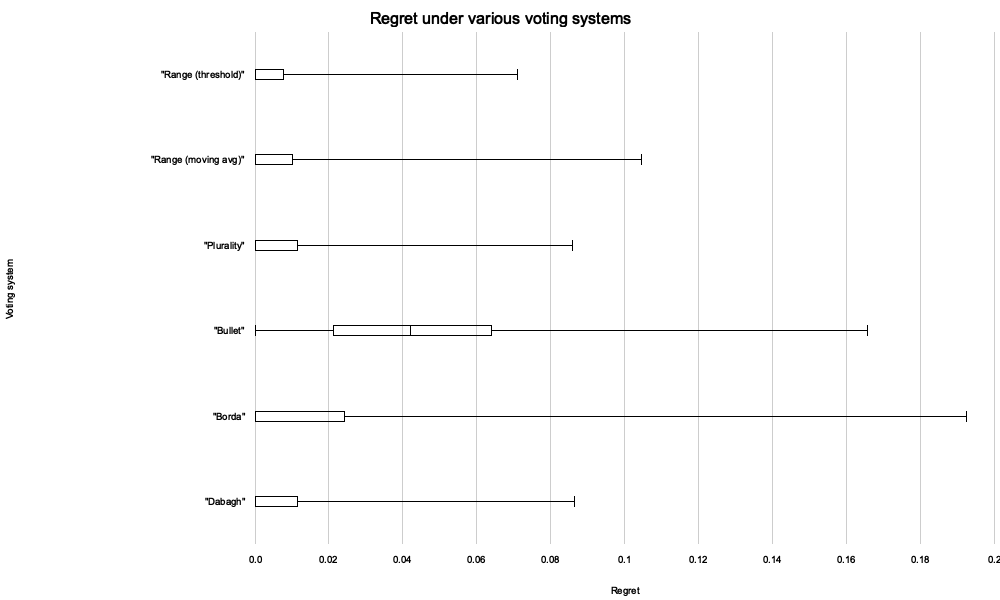 Regret under various voting systems
"Range (threshold)"
"Range (moving avg)"
"Plurality"
Voting system
"Bullet"
"Borda"
"Dabagh"
0.0 0.02 0.04 0.06 0.08 0.1 0.12 0.14 0.16 0.18 0.2
Regret